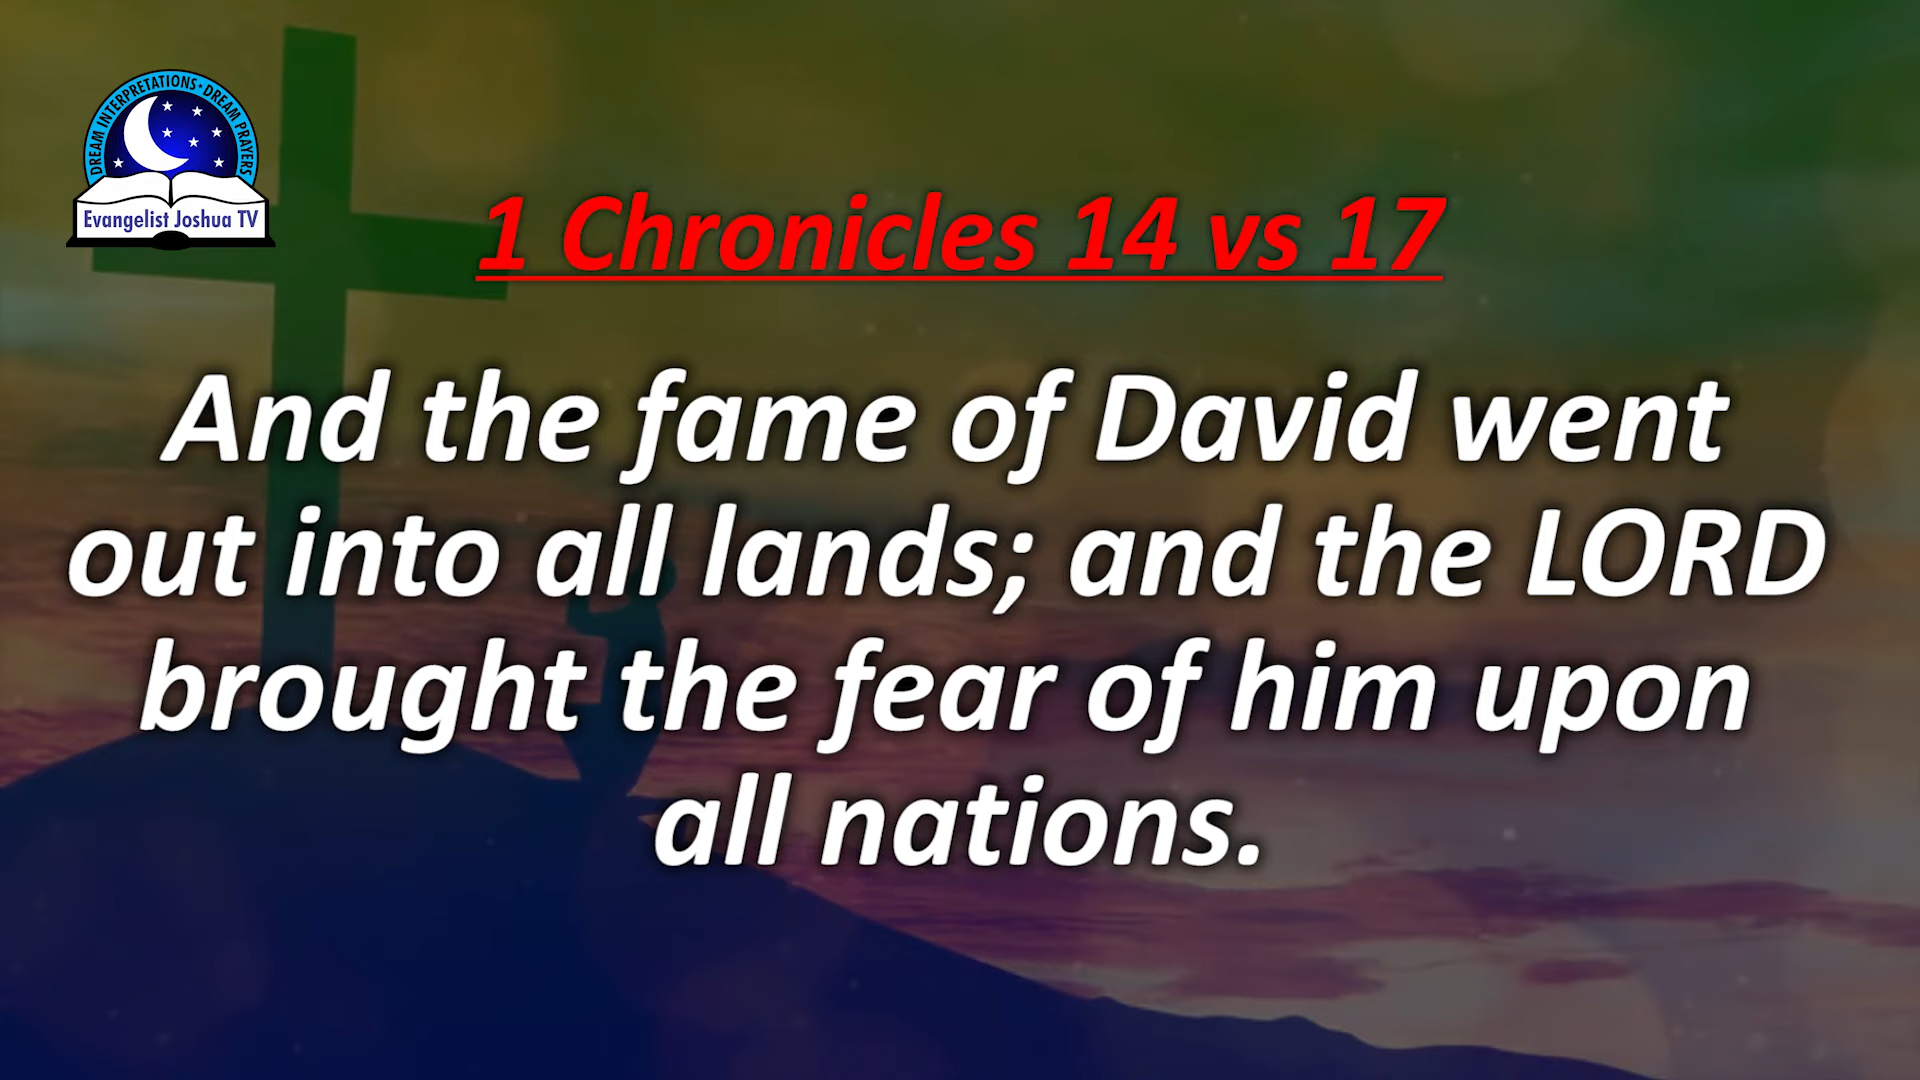 DREAM INTERPRETATIONS • DREAM PRAYERS
Evangelist Joshua TV
1 Chronicles 14 vs 17
And the fame of David went
out into all lands; and the LORD
brought the fear of him upon
all nations.